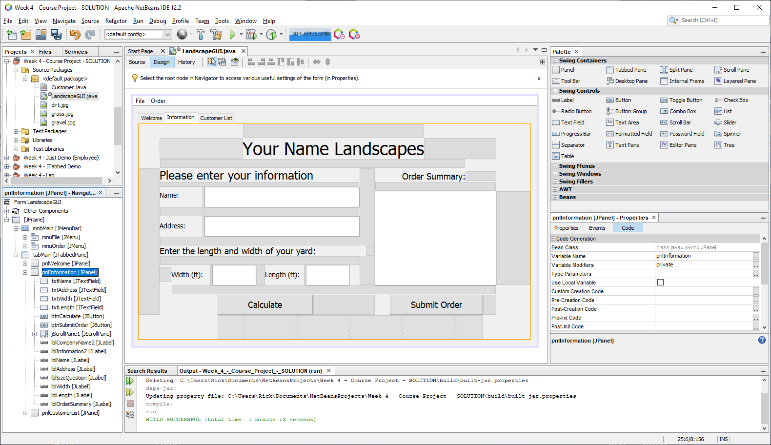 Week 4 - Course Project - SOLUTION - Apache NetBeans IDE 12.2
File Edit View Navigate Source Refactor Run Debug Profile Team Tools Window Help
Search (Ctrl+I)
<default config>
Projects Files Services
Week 4 - Course Project - SOLUTION
Source Packages
<default package>
Customer.java
LandscapeGUI.java
dirt.jpg
grass.jpg
gravel.jpg
Test Packages
Libraries
Test Libraries
Week 4 - JList Demo (Employee)
Week 4 - JTabbed Demo
Week 4 - Lab
pnlInformation [JPanel] - Navigat...
Form LandscapeGUI
Other Components
[JFrame]
mnbMain [JMenuBar]
mnuFile [JMenu]
mnuOrder [JMenu]
tabMain [JTabbedPane]
pnlWelcome [JPanel]
pnlInformation [JPanel]
txtName [JTextField]
txtAddress [JTextField]
txtWidth [JTextField]
txtLength [JTextField]
btnCalculate [JButton]
btnSubmitOrder [JButton]
jScrollPane1 [JScrollPane]
lblCompanyName2 [JLabel]
lblInformation2 [JLabel]
lblName [JLabel]
lblAddress [JLabel]
lblSizeQuestion [JLabel]
lblWidth [JLabel]
lblLength [JLabel]
lblOrderSummary [JLabel]
pnlCustomerList [JPanel]
Start Page LandscapeGUI.java
Source Design History
Select the root node in Navigator to access various useful settings of the form (in Properties).
File Order
Welcome Information Customer List
Your Name Landscapes
Please enter your information
Order Summary:
Name:
Address:
Enter the length and width of your yard:
Width (ft): Length (ft):
Calculate Submit Order
Search Results Output - Week_4_-_Course_Project_-_SOLUTION (run)
Deleting: C:\Users\Rick\Documents\NetBeansProjects\Week 4 - Course Project - SOLUTION\build\built-jar.properties
deps-jar:
Updating property file: C:\Users\Rick\Documents\NetBeansProjects\Week 4 - Course Project - SOLUTION\build\built-jar.properties
compile:
run:
BUILD SUCCESSFUL (total time: 1 minute 13 seconds)
Palette
Swing Containers
Panel Tabbed Pane Split Pane Scroll Pane
Tool Bar Desktop Pane Internal Frame Layered Pane
Swing Controls
Label Button Toggle Button Check Box
Radio Button Button Group Combo Box List
Text Field Text Area Scroll Bar Slider
Progress Bar Formatted Field Password Field Spinner
Separator Text Pane Editor Pane Tree
Table
Swing Menus
Swing Windows
Swing Fillers
AWT
Beans
pnlInformation [JPanel] - Properties
Properties Events Code
Code Generation
Bean Class class javax.swing.JPanel
Variable Name pnlInformation
Variable Modifiers private
Type Parameters
Use Local Variable
Custom Creation Code
Pre-Creation Code
Post-Creation Code
Pre-Init Code
Post-Init Code
pnlInformation [JPanel]
INS